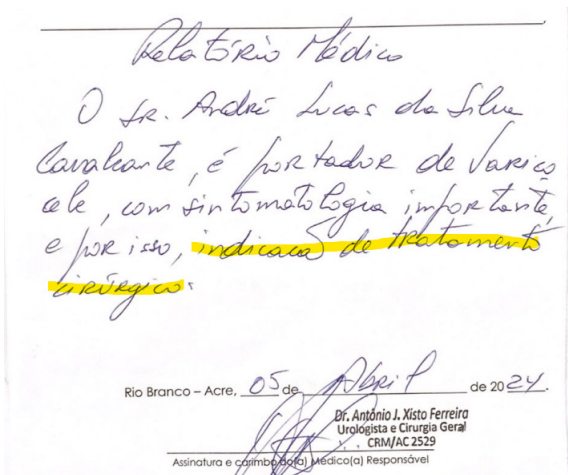 Relatório Médico
O Sr. André Lucas da Silva
Cavalcante, é portador de Varico
cele, com sintomatologia importante,
e por isso, indicação de tratamento
cirúrgico.
Rio Branco – Acre, 05 de Abril de 2024.
Dr. Antônio J. Xisto Ferreira
Urologista e Cirurgia Geral
CRM/AC 2529
Assinatura e carimbo do(a) Médico(a) Responsável